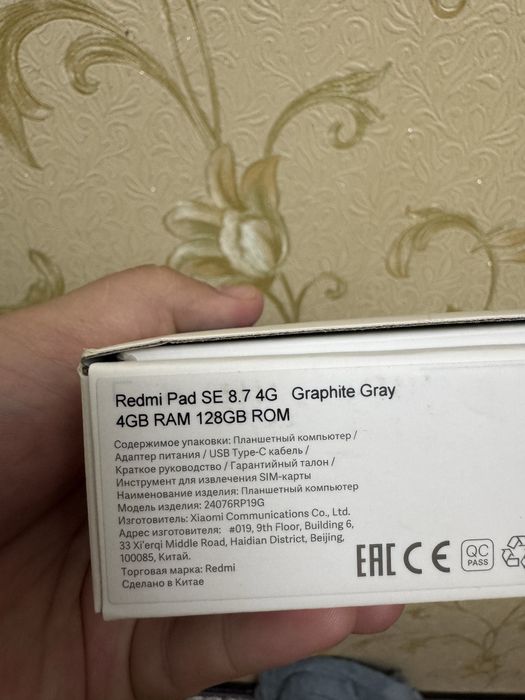 Redmi Pad SE 8.7 4G Graphite Gray
4GB RAM 128GB ROM
Содержимое упаковки: Планшетный компьютер /
Адаптер питания / USB Type-C кабель /
Краткое руководство / Гарантийный талон /
Инструмент для извлечения SIM-карты
Наименование изделия: Планшетный компьютер
Модель изделия: 24076RP19G
Изготовитель: Xiaomi Communications Co., Ltd.
Адрес изготовителя: #019, 9th Floor, Building 6,
33 Xi'erqi Middle Road, Haidian District, Beijing,
100085, Китай.
Торговая марка: Redmi
Сделано в Китае
EAC CE QC
PASS